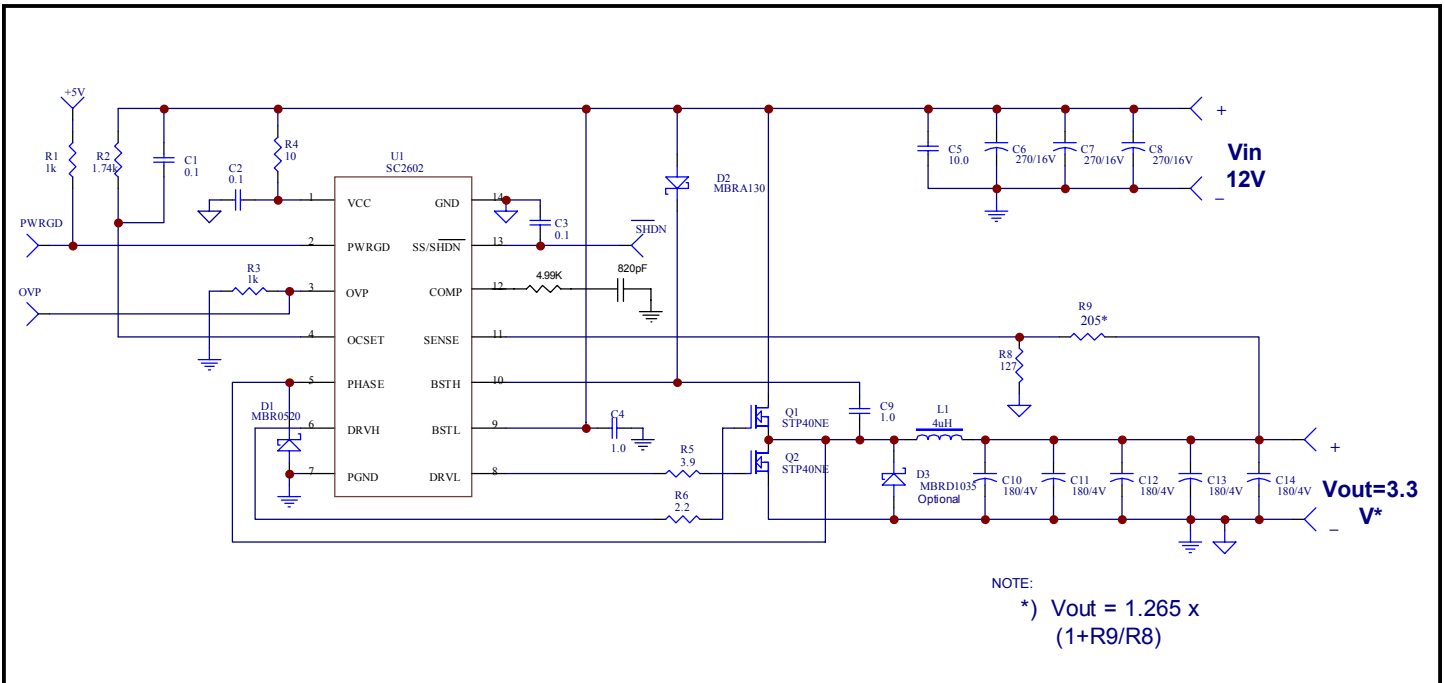 +5V
R1
1k
R2
1.74k
C1
0.1
C2
0.1
R4
10
U1
SC2602
D2
MBRA130
C5
10.0
C6
270/16V
C7
270/16V
C8
270/16V
+
Vin
12V
_
PWRGD
OVP
R3
1k
1 VCC GND 14
2 PWRGD SS/SHDN 13
3 OVP COMP 12
4 OCSET SENSE 11
5 PHASE BSTH 10
6 DRVH BSTL 9
7 PGND DRVL 8
C3
0.1
SHDN
4.99K
820pF
R9
205*
R8
127
D1
MBR0520
C4
1.0
R5
3.9
R6
2.2
Q1
STP40NE
Q2
STP40NE
C9
1.0
L1
4uH
D3
MBRD1035
Optional
C10
180/4V
C11
180/4V
C12
180/4V
C13
180/4V
C14
180/4V
+
Vout=3.3
V*
_
NOTE:
*) Vout = 1.265 x
(1+R9/R8)